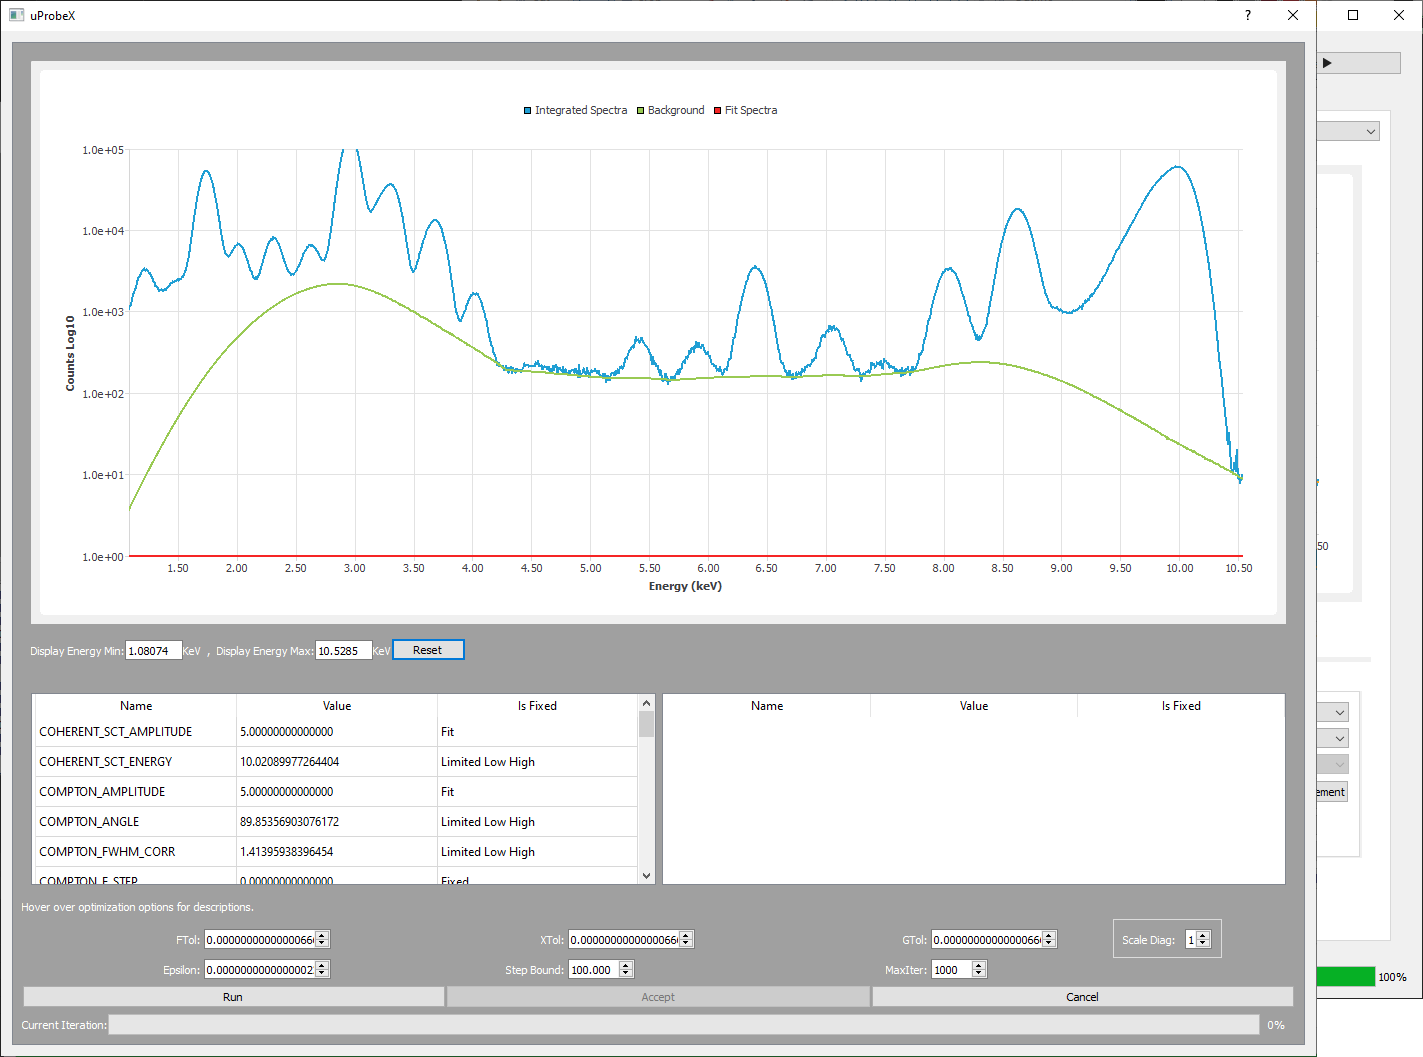 uProbeX
Integrated Spectra Background Fit Spectra
1.0e+05
1.0e+04
1.0e+03
1.0e+02
1.0e+01
1.0e+00
Counts Log10
1.50 2.00 2.50 3.00 3.50 4.00 4.50 5.00 5.50 6.00 6.50 7.00 7.50 8.00 8.50 9.00 9.50 10.00 10.50
Energy (keV)
50
Display Energy Min: 1.08074 KeV , Display Energy Max: 10.5285 KeV Reset
Name Value Is Fixed
COHERENT_SCT_AMPLITUDE 5.00000000000000 Fit
COHERENT_SCT_ENERGY 10.02089977264404 Limited Low High
COMPTON_AMPLITUDE 5.00000000000000 Fit
COMPTON_ANGLE 89.85356903076172 Limited Low High
COMPTON_FWHM_CORR 1.41395938396454 Limited Low High
COMPTON_F_STEP 0.00000000000000 Fixed
Name Value Is Fixed
ement
Hover over optimization options for descriptions.
FTol: 0.000000000000066 XTol: 0.000000000000066 GTol: 0.000000000000066 Scale Diag: 1
Epsilon: 0.000000000000002 Step Bound: 100.000 MaxIter: 1000
100%
Run Accept Cancel
Current Iteration: 0%